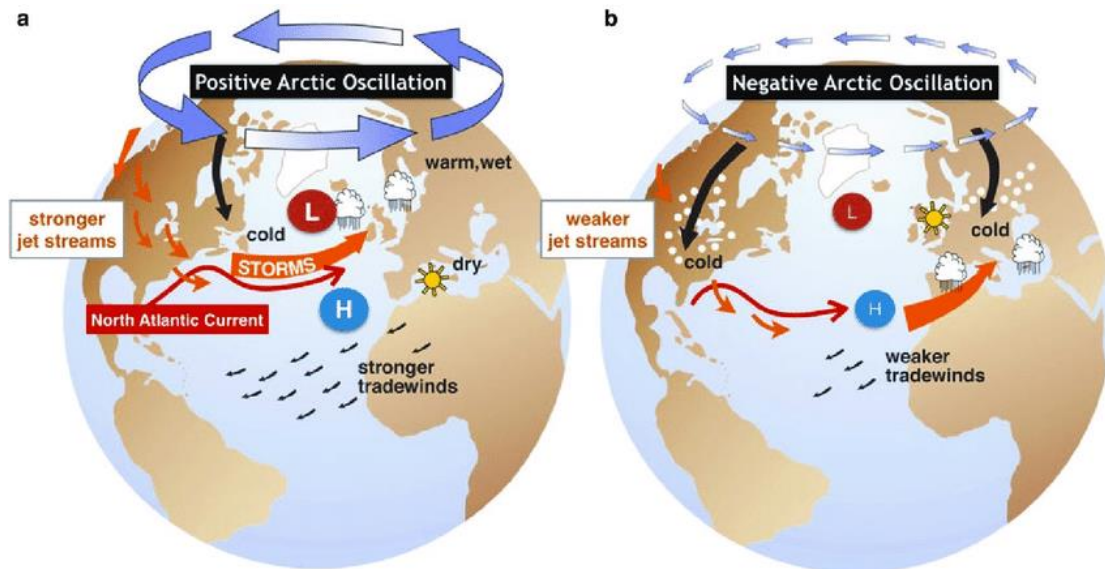 a
Positive Arctic Oscillation
warm,wet
stronger
jet streams
L
cold
STORMS
dry
H
North Atlantic Current
stronger
tradewinds
b
Negative Arctic Oscillation
weaker
jet streams
L
cold
cold
H
weaker
tradewinds